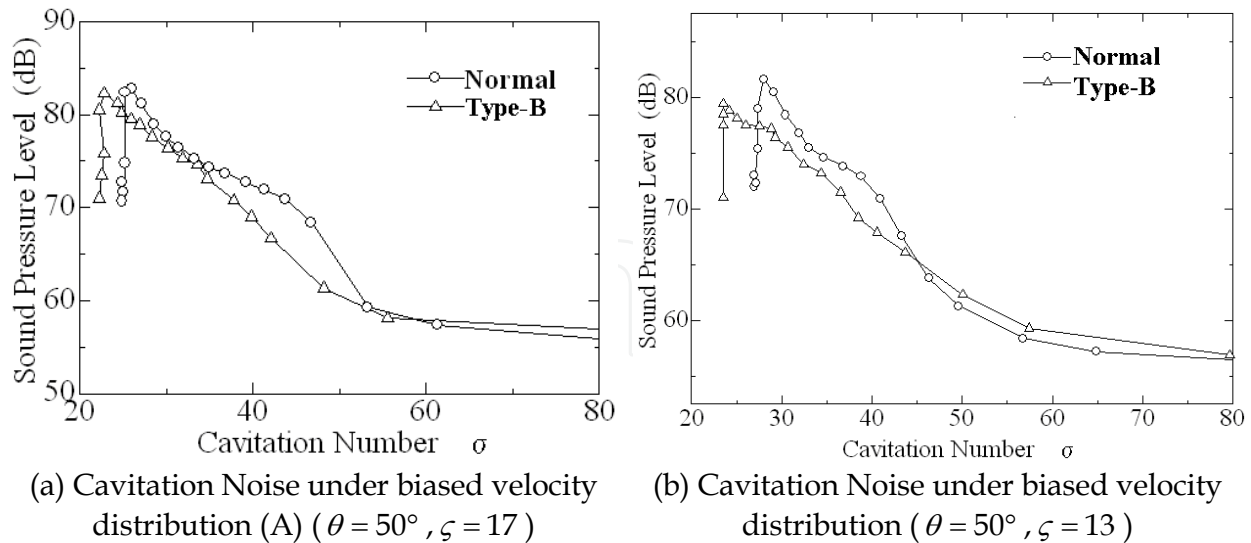 90
80
70
60
50
Sound Pressure Level (dB)
Normal
Type-B
20
40
60
80
Cavitation Number σ
(a) Cavitation Noise under biased velocity
distribution (A) ( θ = 50° , ς = 17 )
80
70
60
Sound Pressure Level (dB)
Normal
Type-B
20
30
40
50
60
70
80
Cavitation Number σ
(b) Cavitation Noise under biased velocity
distribution ( θ = 50° , ς = 13 )